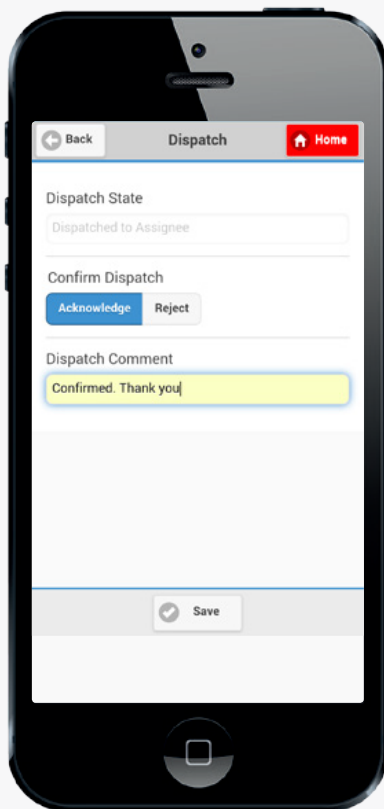 Back
Dispatch
Home
Dispatch State
Dispatched to Assignee
Confirm Dispatch
Acknowledge
Reject
Dispatch Comment
Confirmed. Thank you
Save